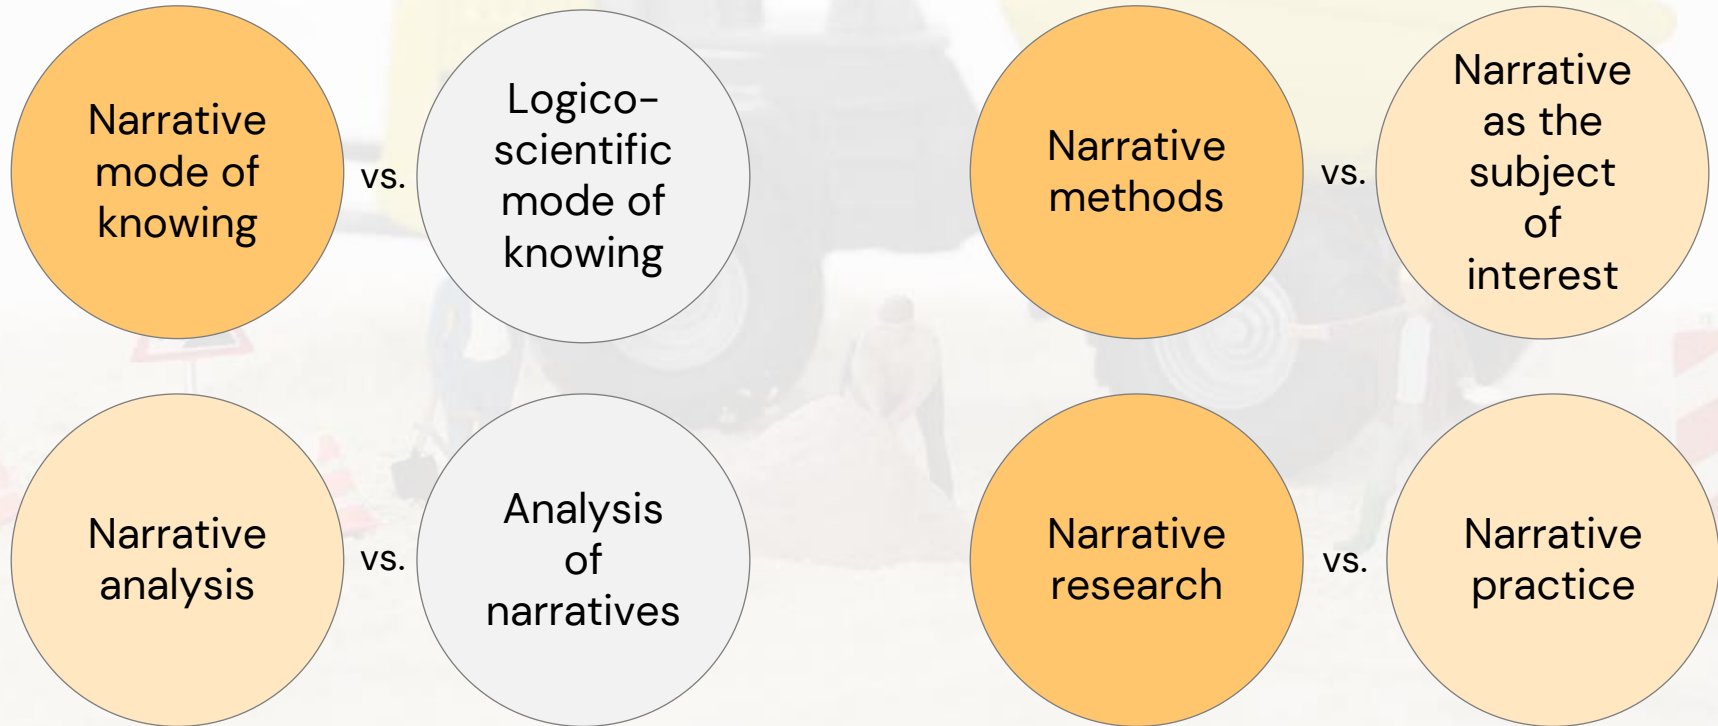 Narrative
mode of
knowing
vs.
Logico-
scientific
mode of
knowing
Narrative
methods
vs.
Narrative
as the
subject
of
interest
Narrative
analysis
vs.
Analysis
of
narratives
Narrative
research
vs.
Narrative
practice